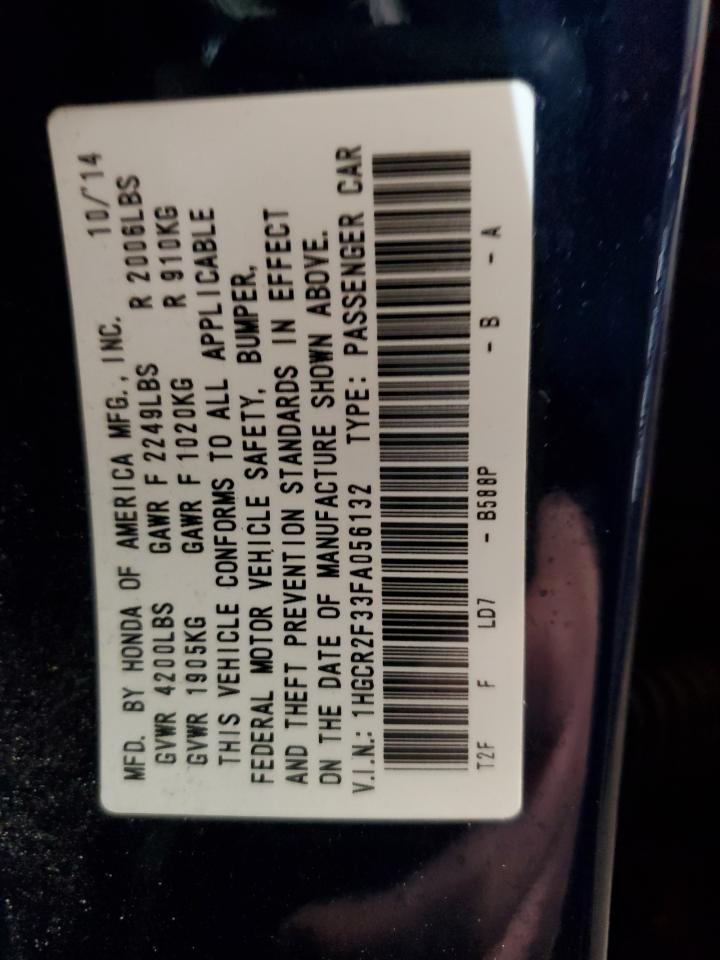 MFD. BY HONDA OF AMERICA MFG., INC. 10/'14
GVWR 4200LBS GAWR F 2249LBS R 2006LBS
GVWR 1905KG GAWR F 1020KG R 910KG
THIS VEHICLE CONFORMS TO ALL APPLICABLE
FEDERAL MOTOR VEHICLE SAFETY, BUMPER,
AND THEFT PREVENTION STANDARDS IN EFFECT
ON THE DATE OF MANUFACTURE SHOWN ABOVE.
V.I.N.: 1HGCR2F33FA056132 TYPE: PASSENGER CAR
T2F F LD7 - B588P - B - A